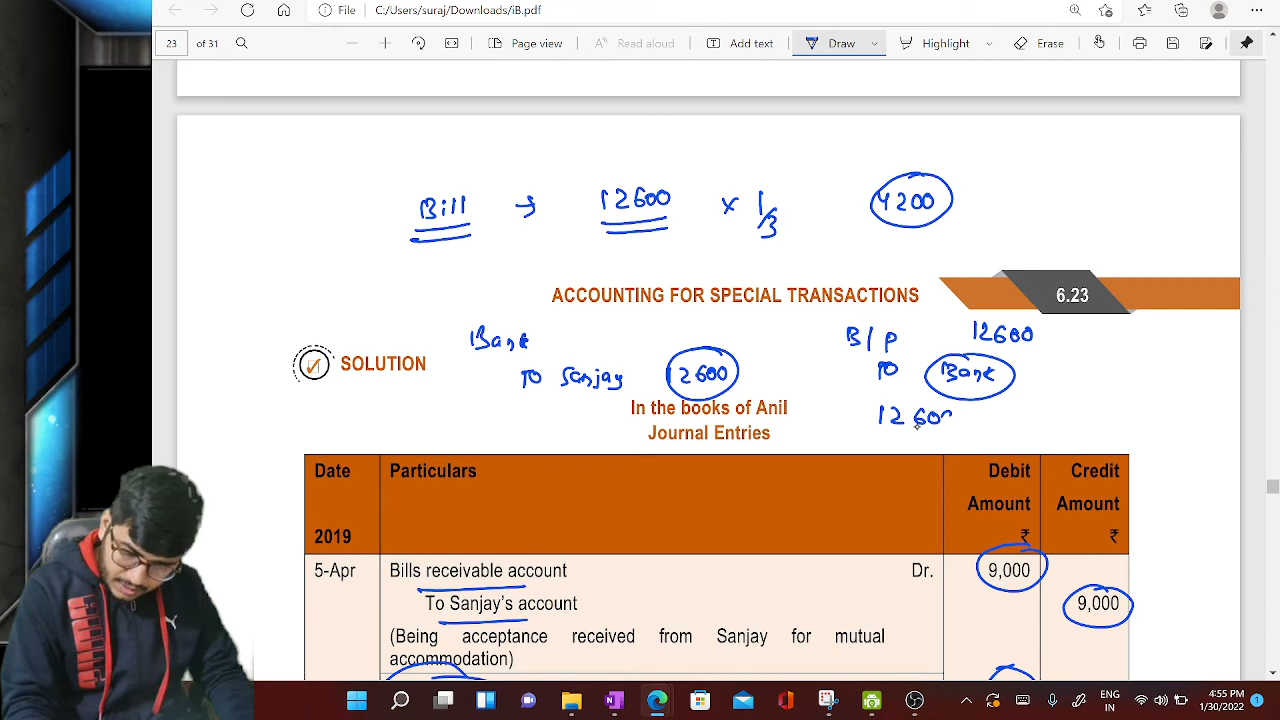 File C:/Users/suraj/Downloads/iB.pdf
23 of 31 Page view Read aloud Add text Draw Highlight Erase
Bill → 12600 x 1/3 4200
ACCOUNTING FOR SPECIAL TRANSACTIONS 6.23
Bank B/P 12600
SOLUTION
To Sanjay 12600 To Bank
In the books of Anil 12600
Journal Entries
Date Particulars Debit Credit
Amount Amount
2019 ₹ ₹
5-Apr Bills receivable account Dr. 9,000
To Sanjay's account 9,000
(Being acceptance received from Sanjay for mutual
accommodation)
ENG 4:55 PM
IN 1/30/2022 1